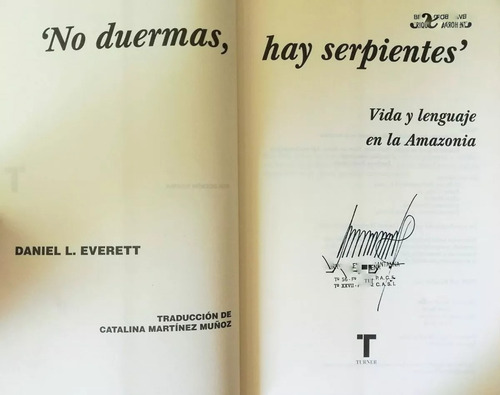 ‘No duermas,
hay serpientes’
Vida y lenguaje
en la Amazonia
DANIEL L. EVERETT
TRADUCCIÓN DE
CATALINA MARTÍNEZ MUÑOZ
T
TURNER